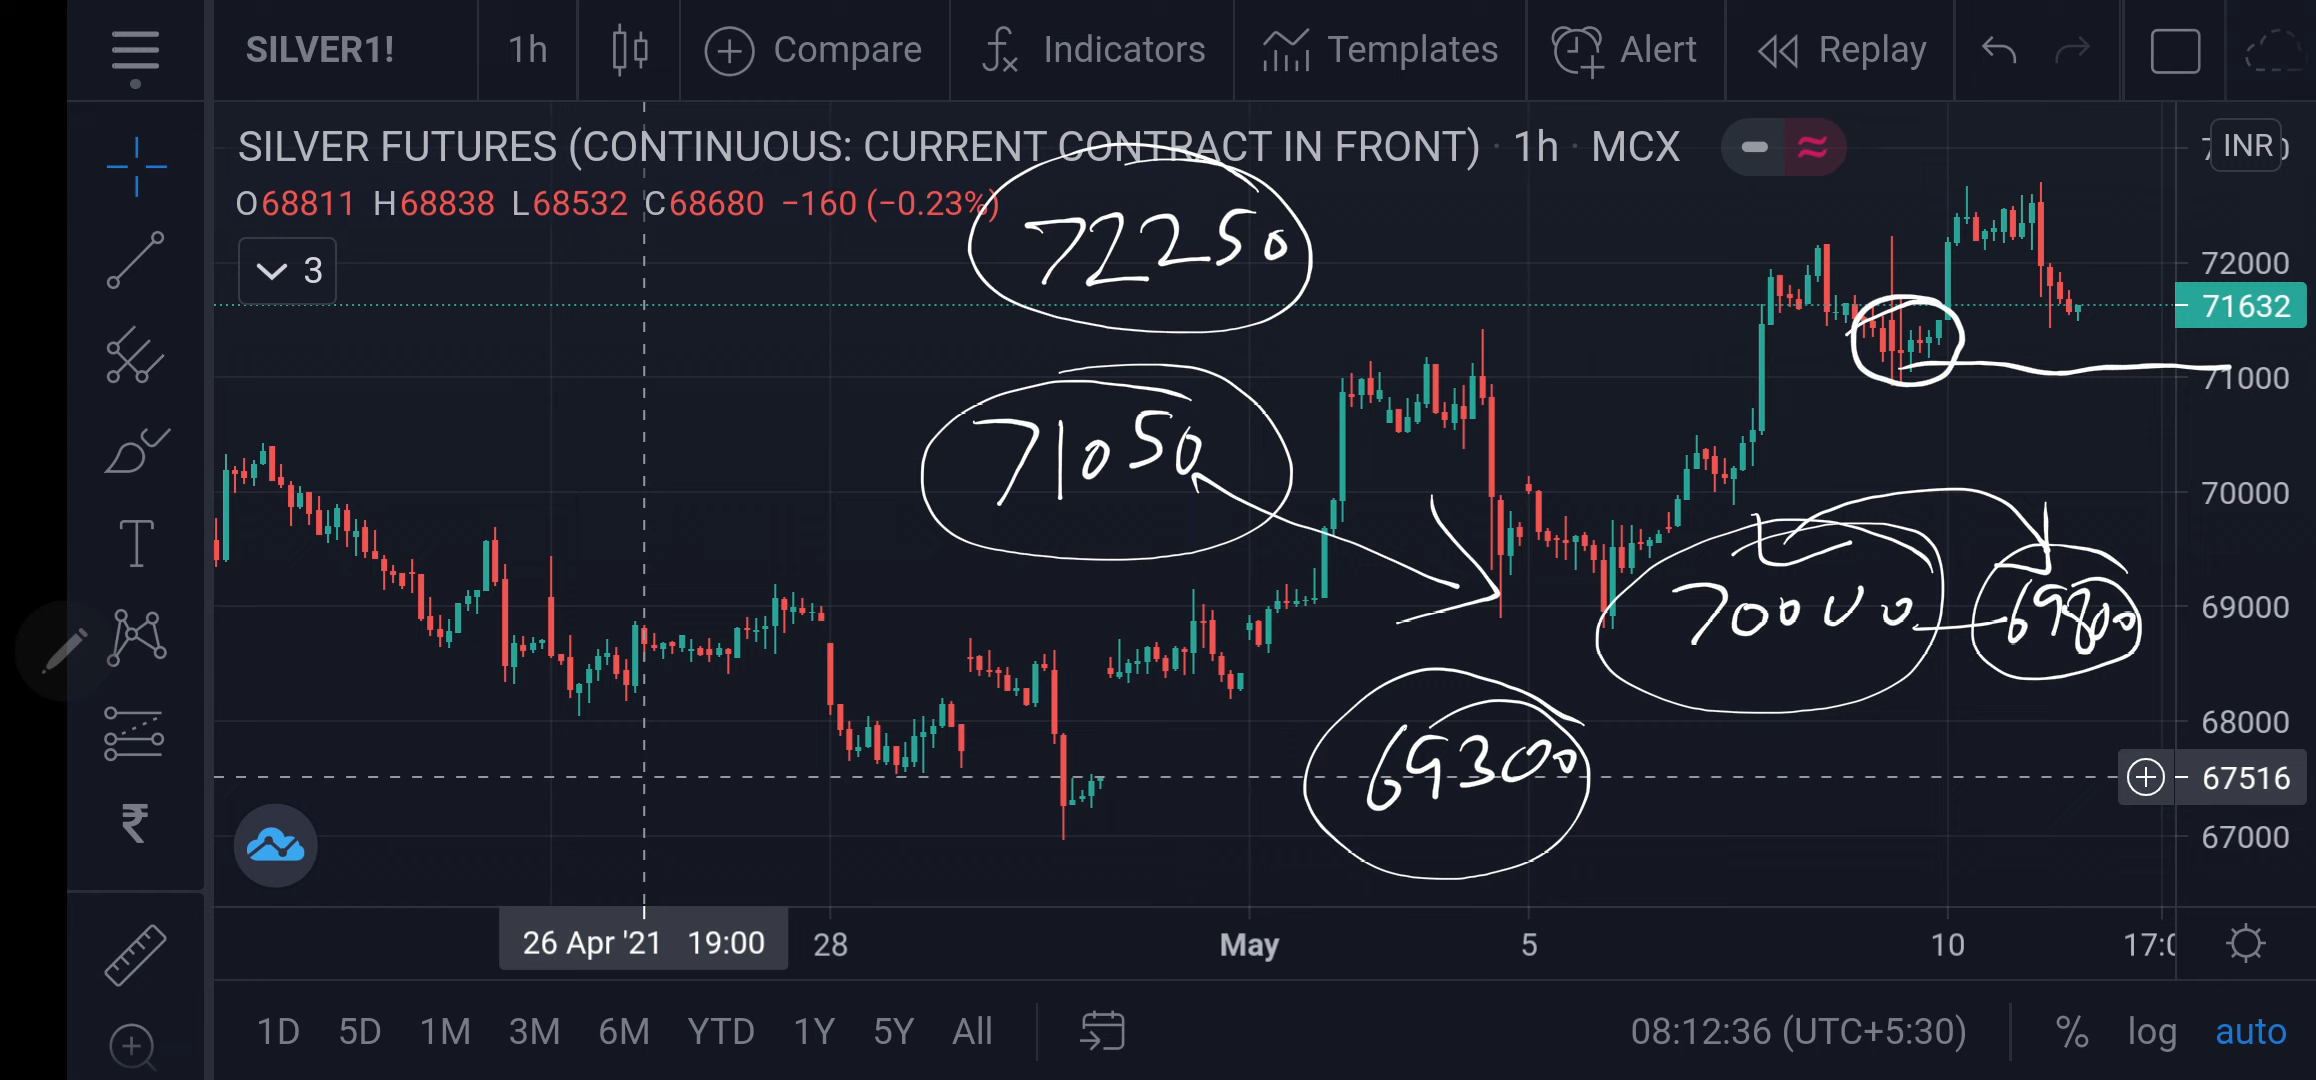 SILVER1! 1h Compare Indicators Templates Alert Replay
SILVER FUTURES (CONTINUOUS: CURRENT CONTRACT IN FRONT) · 1h · MCX
INR
O68811 H68838 L68532 C68680 −160 (−0.23%)
72250
3
72000
71632
71000
71050
70000
69000
70000 69800
68000
69300
67516
67000
26 Apr '21 19:00 28 May 5 10
1D 5D 1M 3M 6M YTD 1Y 5Y All 08:12:36 (UTC+5:30) % log auto
T
₹